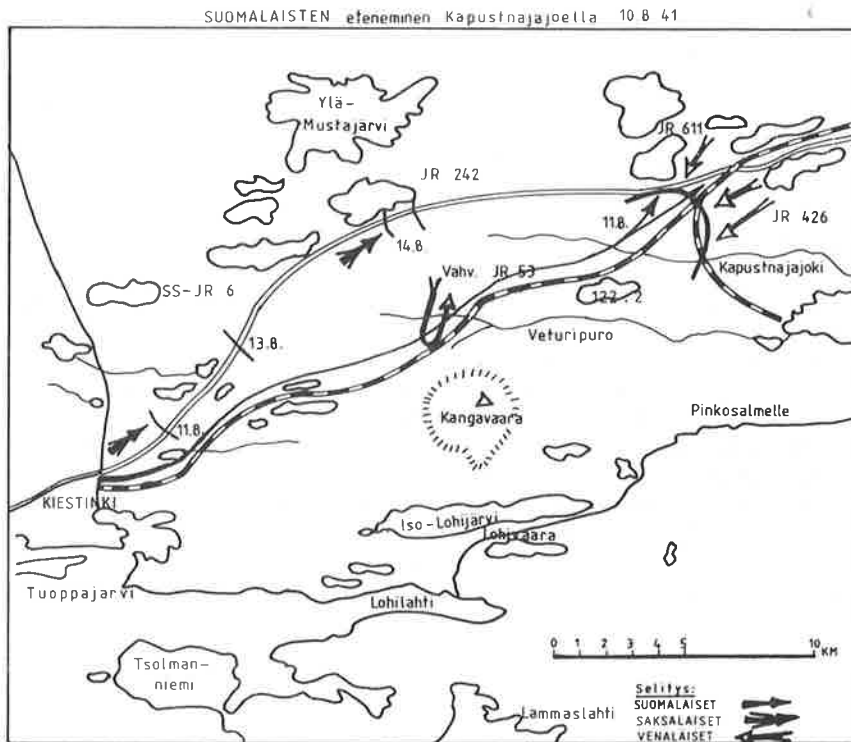 SUOMALAISTEN eteneminen Kapustnajajoella 10 8 41
Ylä-
Mustajärvi
JR 611
JR 242
11.8.
JR 426
14.8
Vahv. JR 53
Kapustnajajoki
SS-JR 6
122.2
Veturipuro
13.8.
Kangavaara
Pinkosalmelle
11.8.
KIESTINKI
Iso-Lohijärvi
Lohivaara
Tuoppajarvi
Lohilahti
Tsolman-
niemi
0 1 2 3 4 5 10
KM
Lammaslahti
Selitys:
SUOMALAISET
SAKSALAISET
VENALAISET